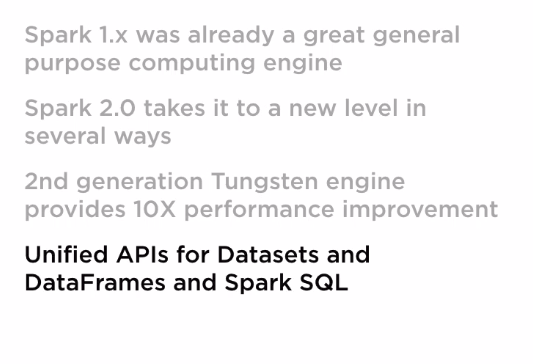 Spark 1.x was already a great general
purpose computing engine
Spark 2.0 takes it to a new level in
several ways
2nd generation Tungsten engine
provides 10X performance improvement
Unified APIs for Datasets and
DataFrames and Spark SQL